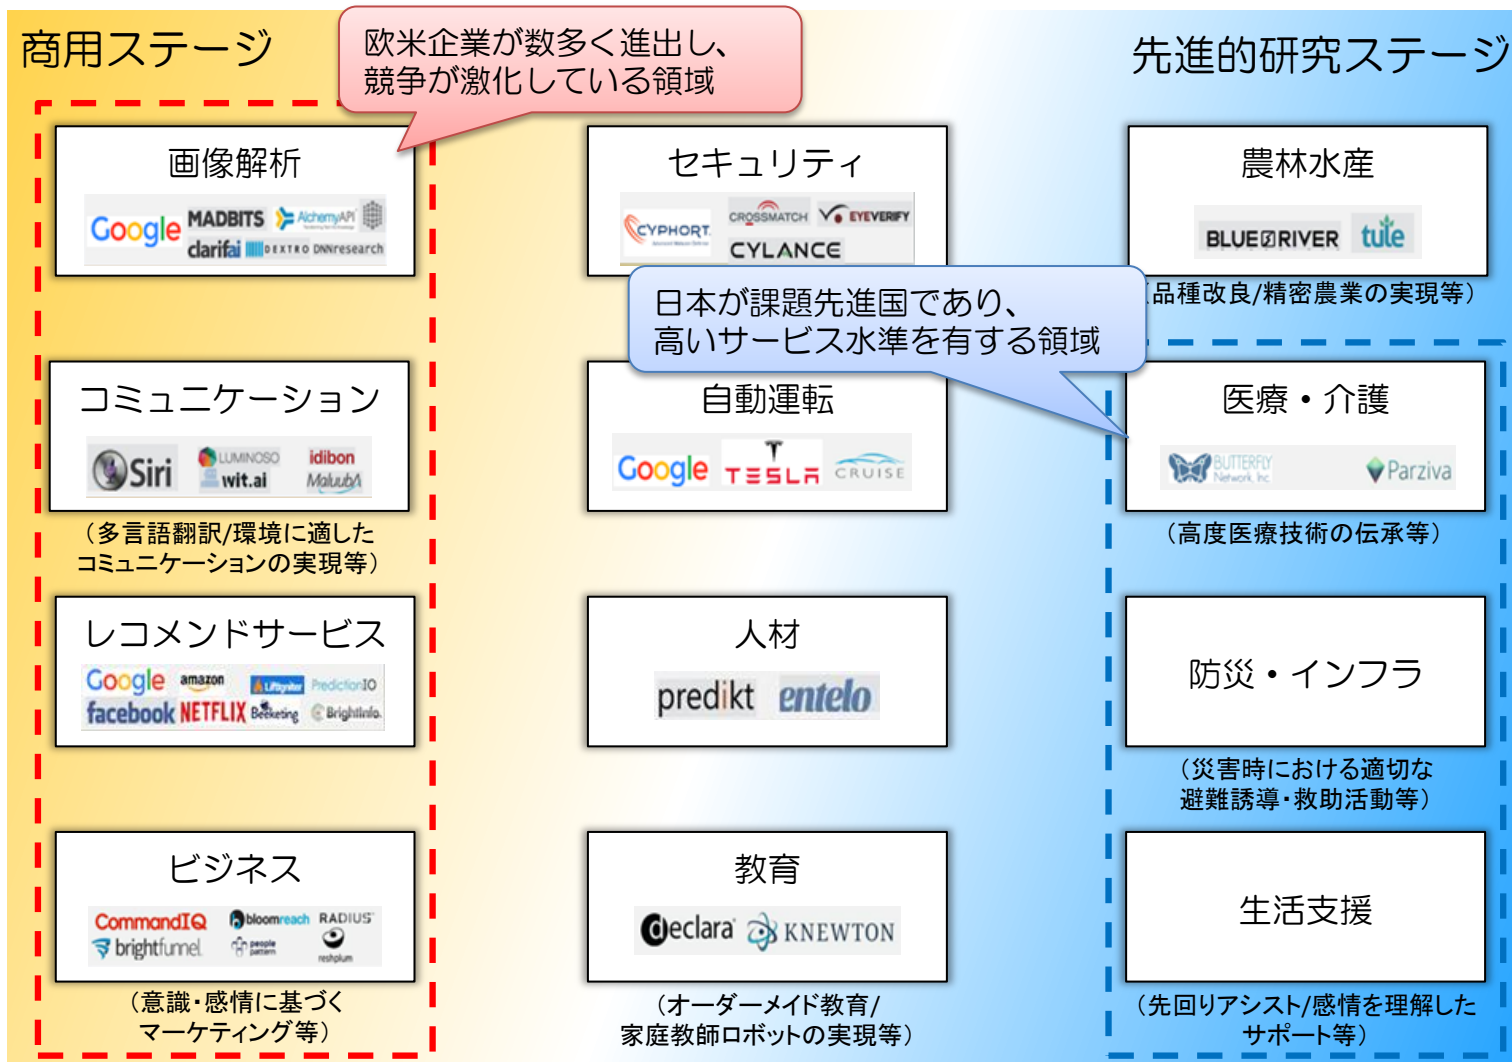 商用ステージ
欧米企業が数多く進出し、
競争が激化している領域
先進的研究ステージ
画像解析
Google
MADBITS
AlchemyAPI
clarifai
DEXTRO
DNNresearch
セキュリティ
CYPHORT
CROSSMATCH
EYEVERIFY
CYLANCE
農林水産
BLUE RIVER
tule
品種改良/精密農業の実現等）
日本が課題先進国であり、
高いサービス水準を有する領域
コミュニケーション
Siri
LUMINOSO
wit.ai
idibon
Maluuba
（多言語翻訳/環境に適した
コミュニケーションの実現等）
自動運転
Google
TESLA
CRUISE
医療・介護
BUTTERFLY
Network, Inc.
Parziva
（高度医療技術の伝承等）
レコメンドサービス
Google
amazon
LiftIgniter
PredictionIO
facebook
NETFLIX
Beeketing
BrightInfo.
人材
predikt
entelo
防災・インフラ
（災害時における適切な
避難誘導・救助活動等）
ビジネス
CommandIQ
bloomreach
RADIUS
brightfunnel
people
pattern
reshplum
（意識・感情に基づく
マーケティング等）
教育
declara
KNEWTON
（オーダーメイド教育/
家庭教師ロボットの実現等）
生活支援
（先回りアシスト/感情を理解した
サポート等）